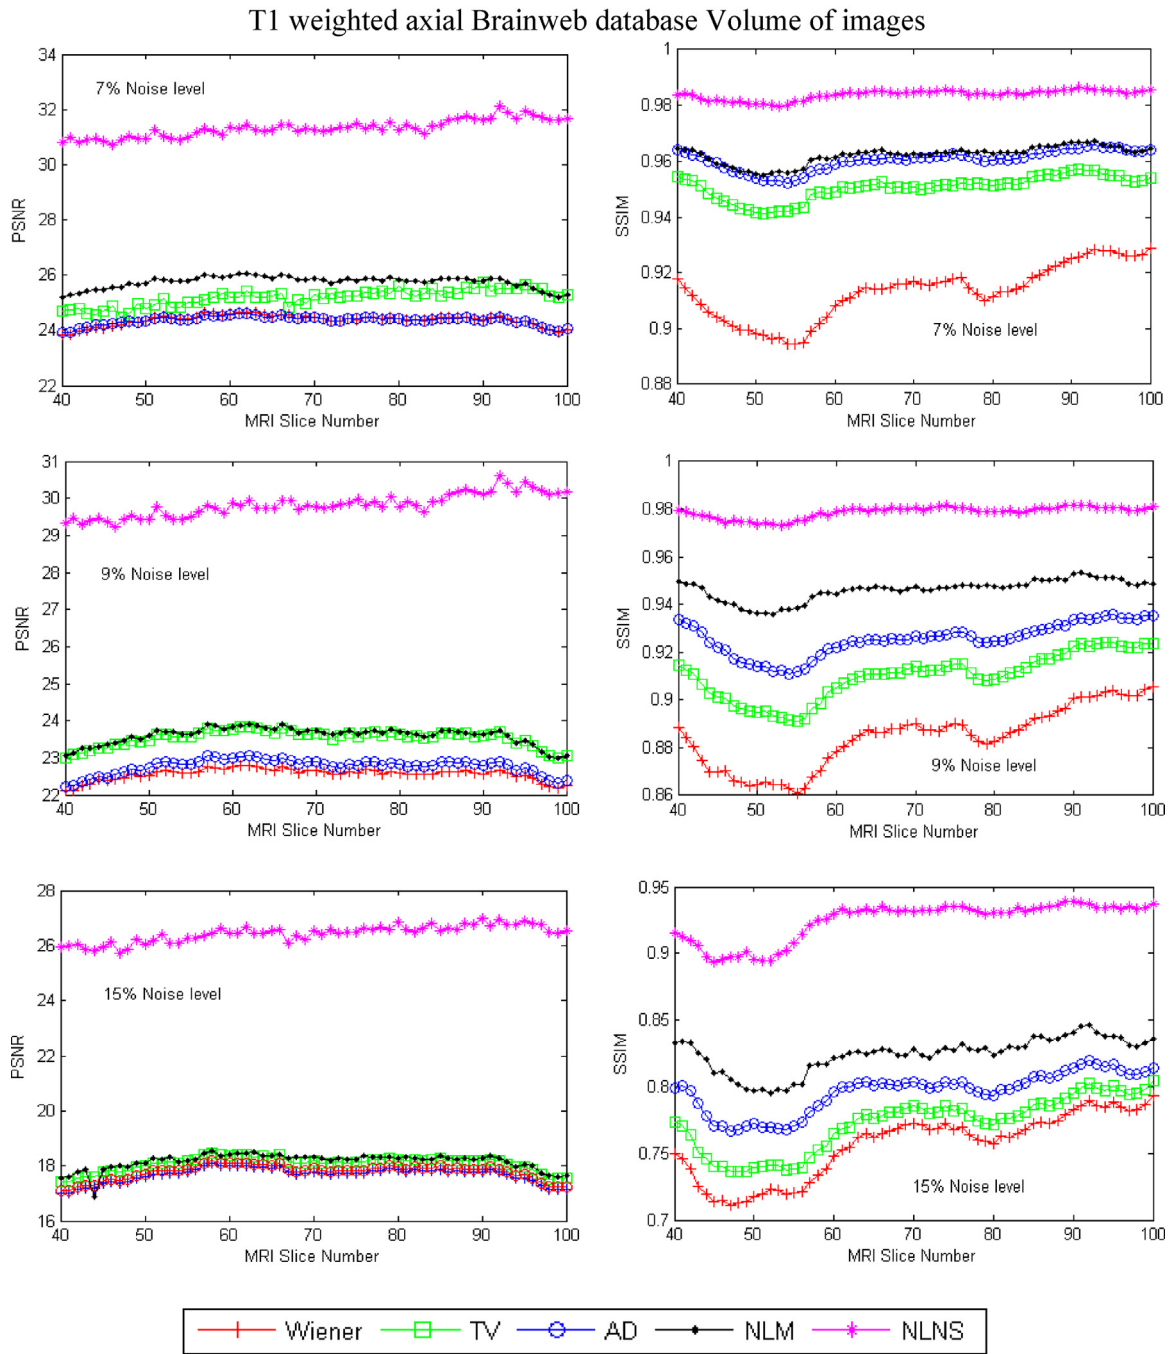 T1 weighted axial Brainweb database Volume of images
34
32
30
28
26
24
22
PSNR
7% Noise level
40 50 60 70 80 90 100
MRI Slice Number
1
0.98
0.96
0.94
0.92
0.9
0.88
SSIM
7% Noise level
40 50 60 70 80 90 100
MRI Slice Number
31
30
29
28
27
26
25
24
23
22
PSNR
9% Noise level
40 50 60 70 80 90 100
MRI Slice Number
1
0.98
0.96
0.94
0.92
0.9
0.88
0.86
SSIM
9% Noise level
40 50 60 70 80 90 100
MRI Slice Number
28
26
24
22
20
18
16
PSNR
15% Noise level
40 50 60 70 80 90 100
MRI Slice Number
0.95
0.9
0.85
0.8
0.75
0.7
SSIM
15% Noise level
40 50 60 70 80 90 100
MRI Slice Number
Wiener TV AD NLM NLNS